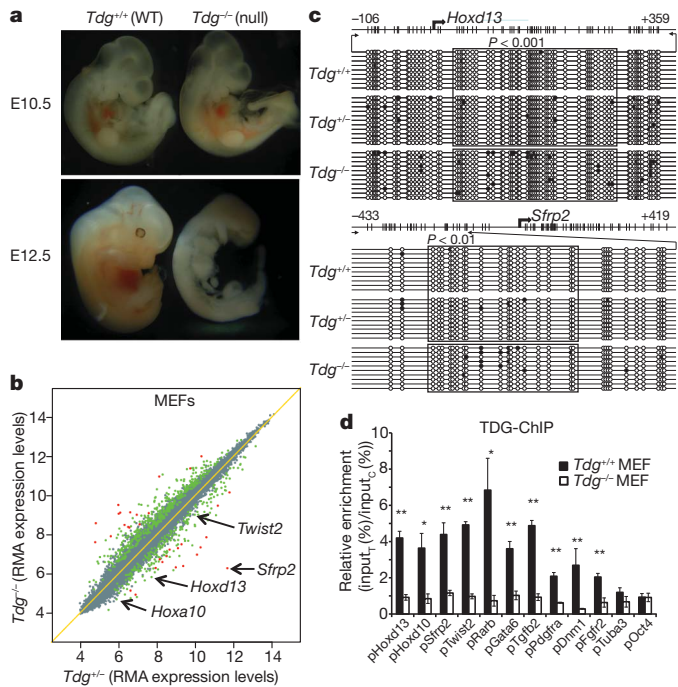 a
Tdg+/+ (WT)
Tdg−/− (null)
E10.5
E12.5
b
MEFs
Tdg−/− (RMA expression levels)
14
12
10
8
6
4
Twist2
Sfrp2
Hoxd13
Hoxa10
4 6 8 10 12 14
Tdg+/− (RMA expression levels)
c
−106
Hoxd13
+359
P < 0.001
Tdg+/+
Tdg+/−
Tdg−/−
−433
Sfrp2
+419
P < 0.01
Tdg+/+
Tdg+/−
Tdg−/−
d
TDG-ChIP
Relative enrichment
(inputT (%)/inputC (%))
10
8
6
4
2
0
Tdg+/+ MEF
Tdg−/− MEF
** * ** ** * ** ** ** ** **
pHoxd13 pHoxd10 pSfrp2 pTwist2 pRarb pGata6 pTgfb2 pPdgfra pDnm1 pFgfr2 pTuba3 pOct4